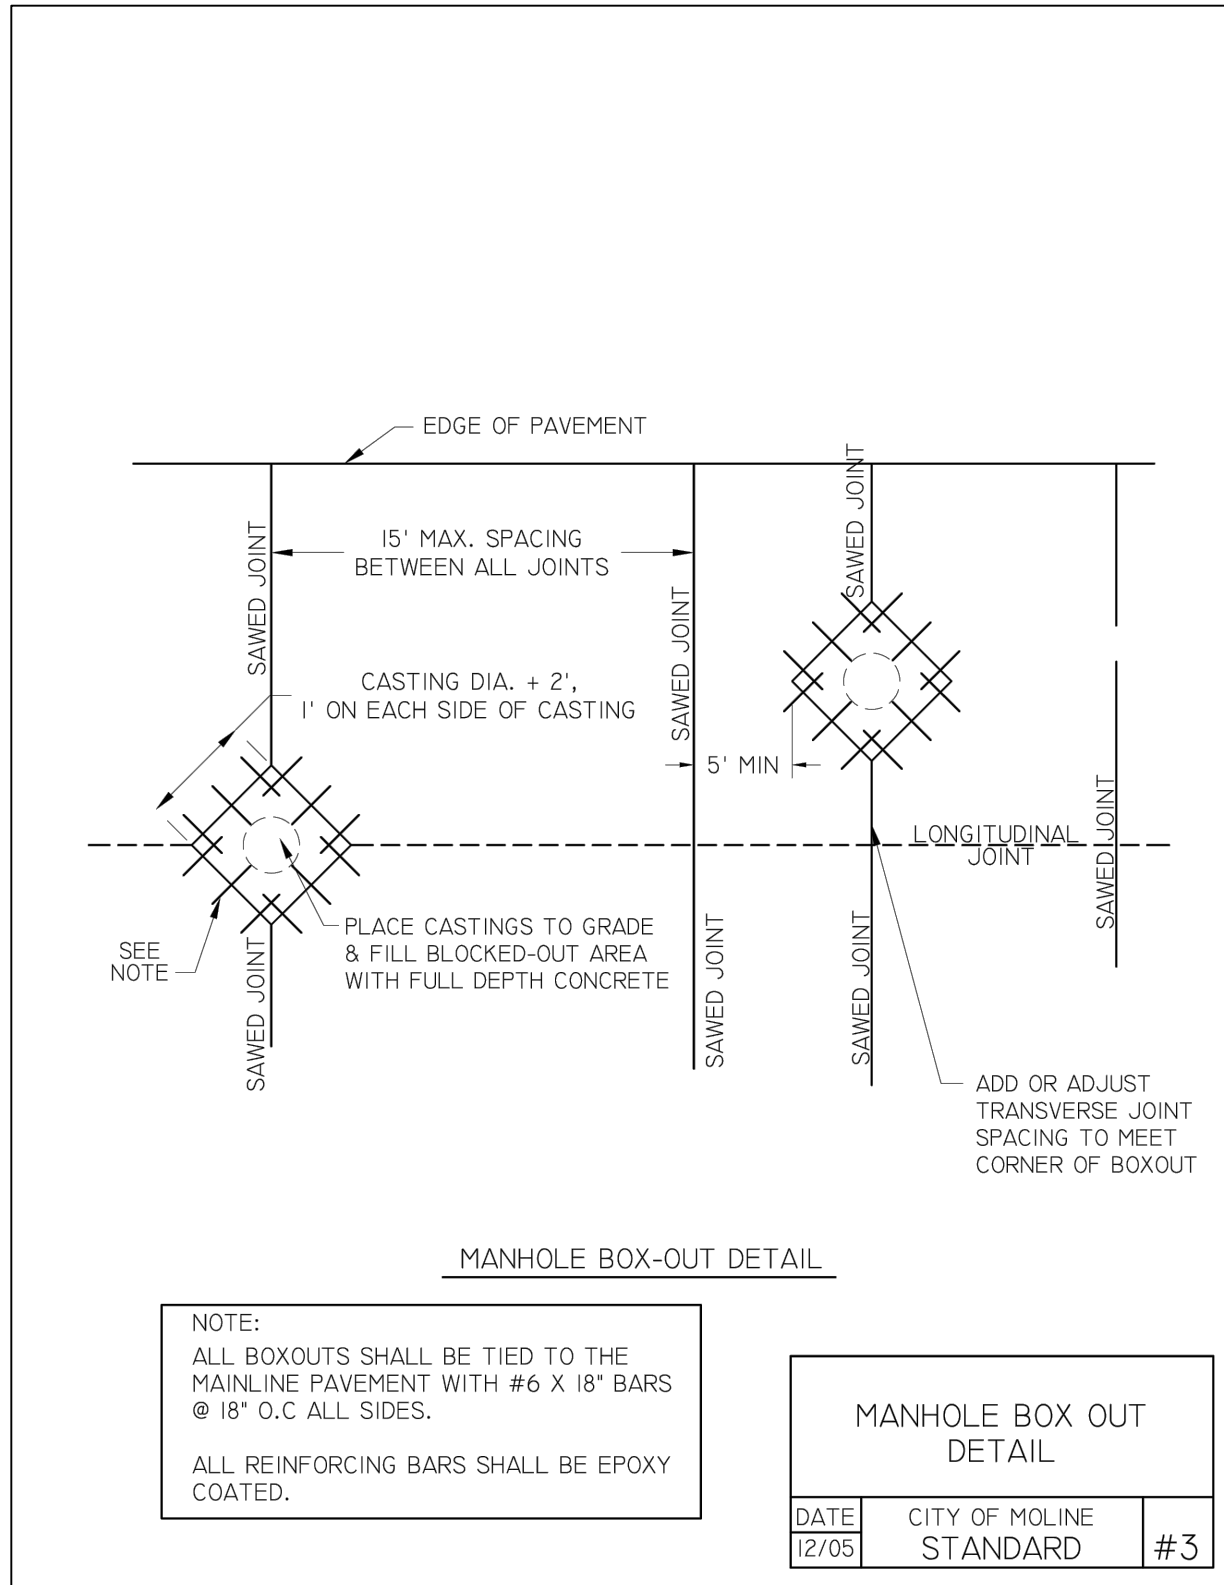 EDGE OF PAVEMENT
SAWED JOINT
SAWED JOINT
15' MAX. SPACING
BETWEEN ALL JOINTS
SAWED JOINT
CASTING DIA. + 2',
1' ON EACH SIDE OF CASTING
5' MIN
SAWED JOINT
LONGITUDINAL
JOINT
PLACE CASTINGS TO GRADE
& FILL BLOCKED-OUT AREA
WITH FULL DEPTH CONCRETE
SEE
NOTE
SAWED JOINT
SAWED JOINT
SAWED JOINT
ADD OR ADJUST
TRANSVERSE JOINT
SPACING TO MEET
CORNER OF BOXOUT
MANHOLE BOX-OUT DETAIL
NOTE:
ALL BOXOUTS SHALL BE TIED TO THE
MAINLINE PAVEMENT WITH #6 X 18" BARS
@ 18" O.C ALL SIDES.
ALL REINFORCING BARS SHALL BE EPOXY
COATED.
MANHOLE BOX OUT
DETAIL
DATE
12/05
CITY OF MOLINE
STANDARD
#3